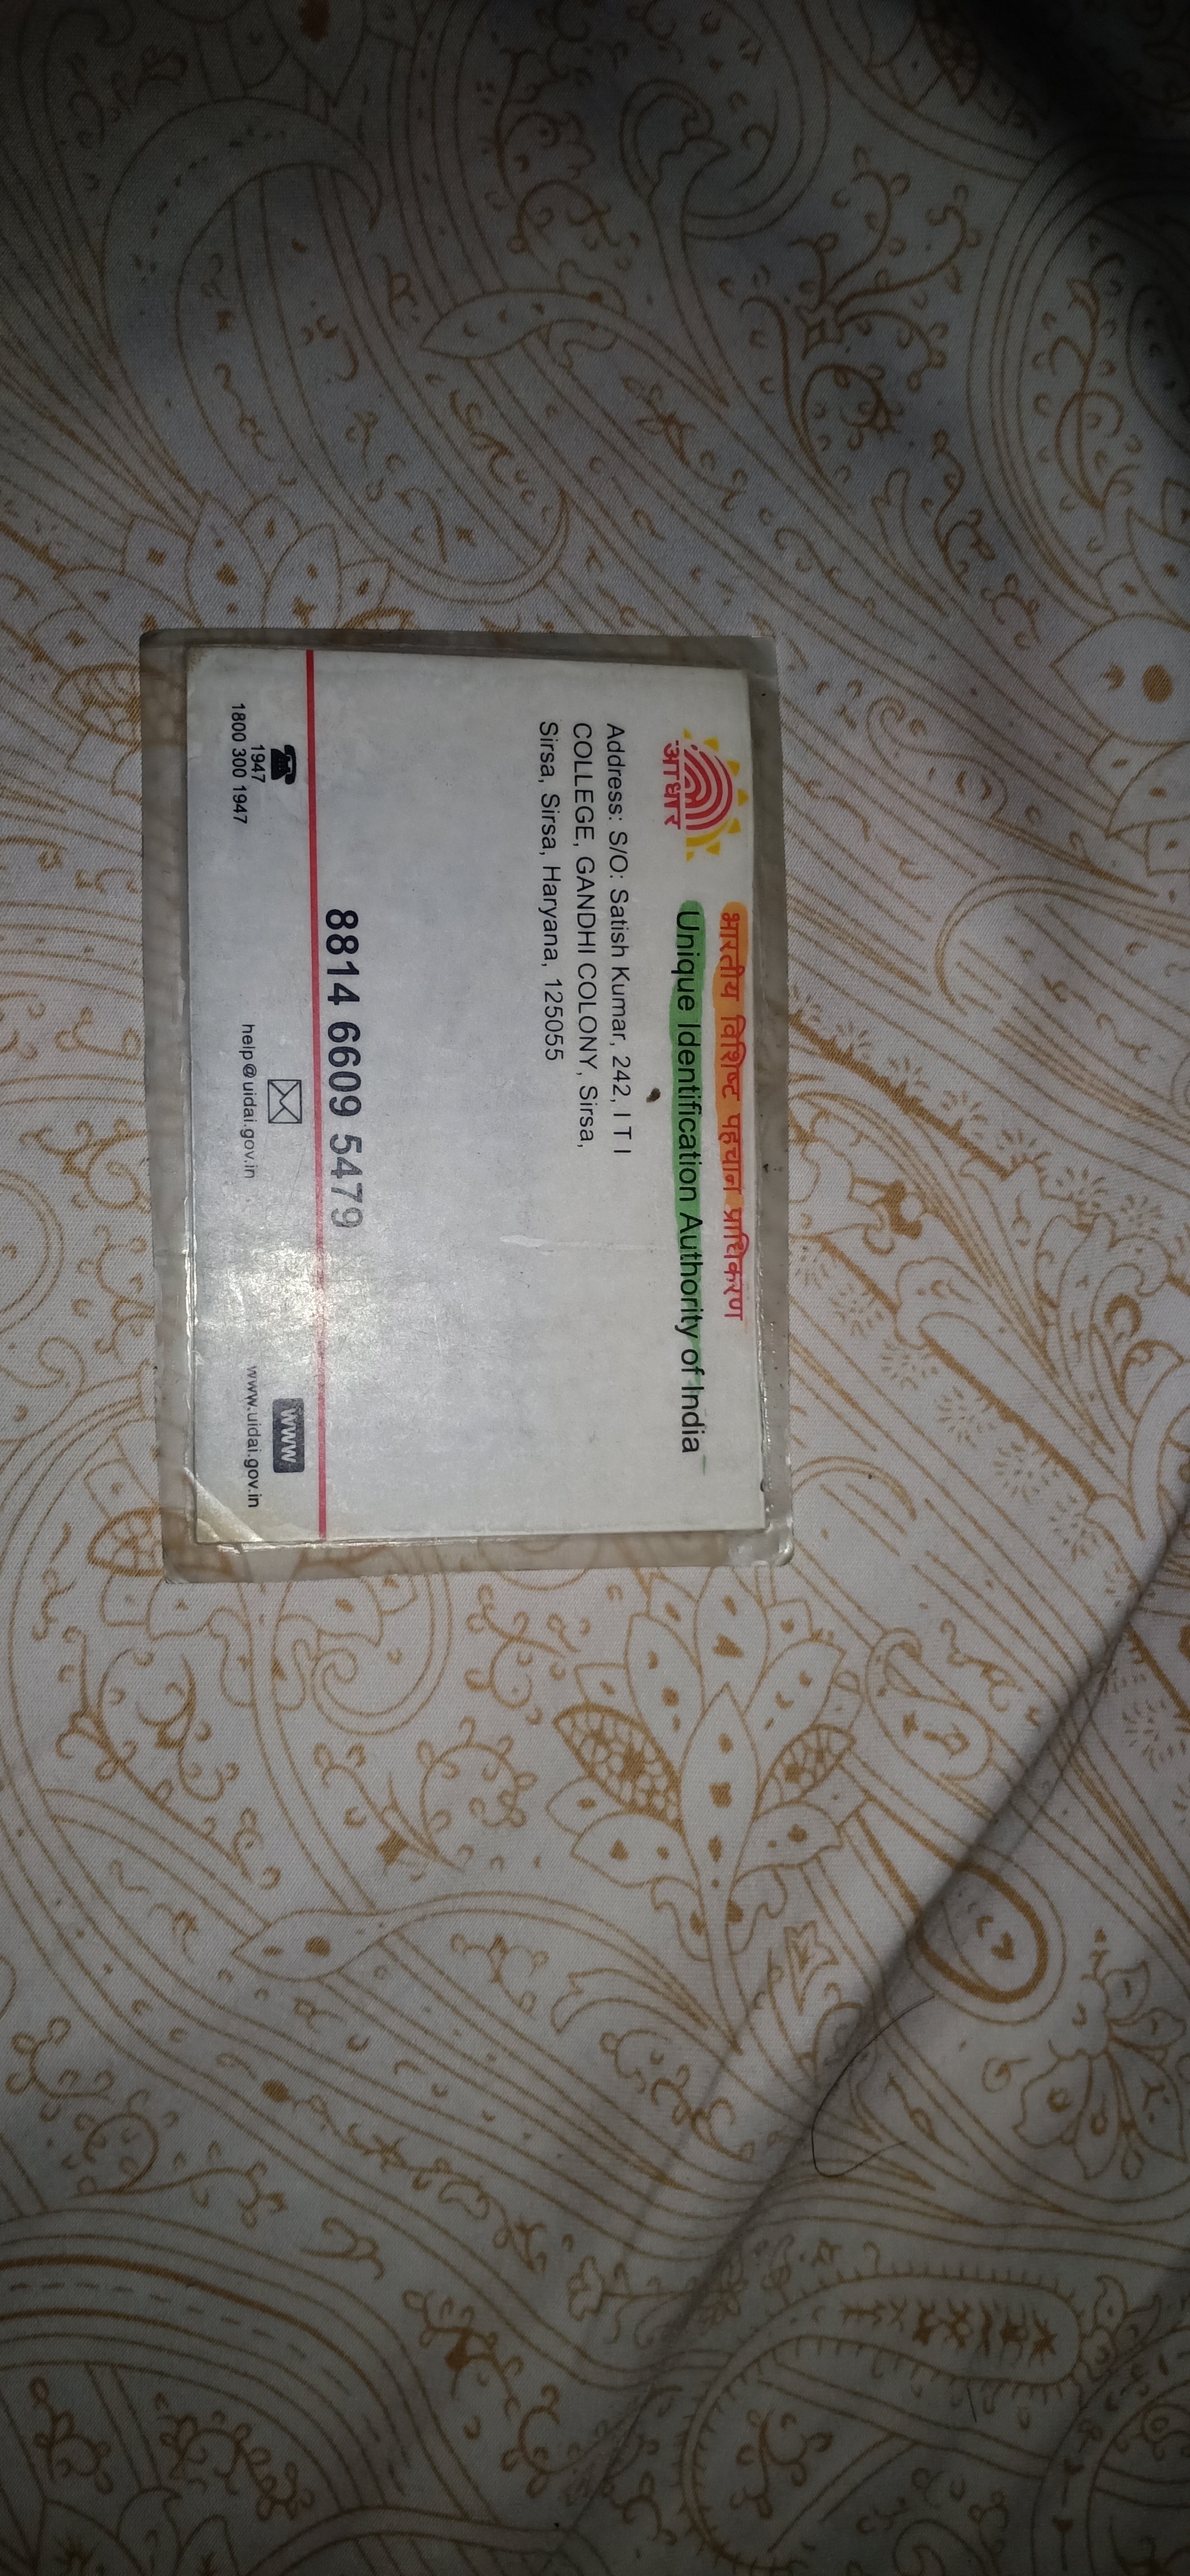 आधार
भारतीय विशिष्ट पहचान प्राधिकरण
Unique Identification Authority of India
Address: S/O: Satish Kumar, 242, I T I
COLLEGE, GANDHI COLONY, Sirsa,
Sirsa, Sirsa, Haryana, 125055
8814 6609 5479
1947
1800 300 1947
help@uidai.gov.in
www
www.uidai.gov.in